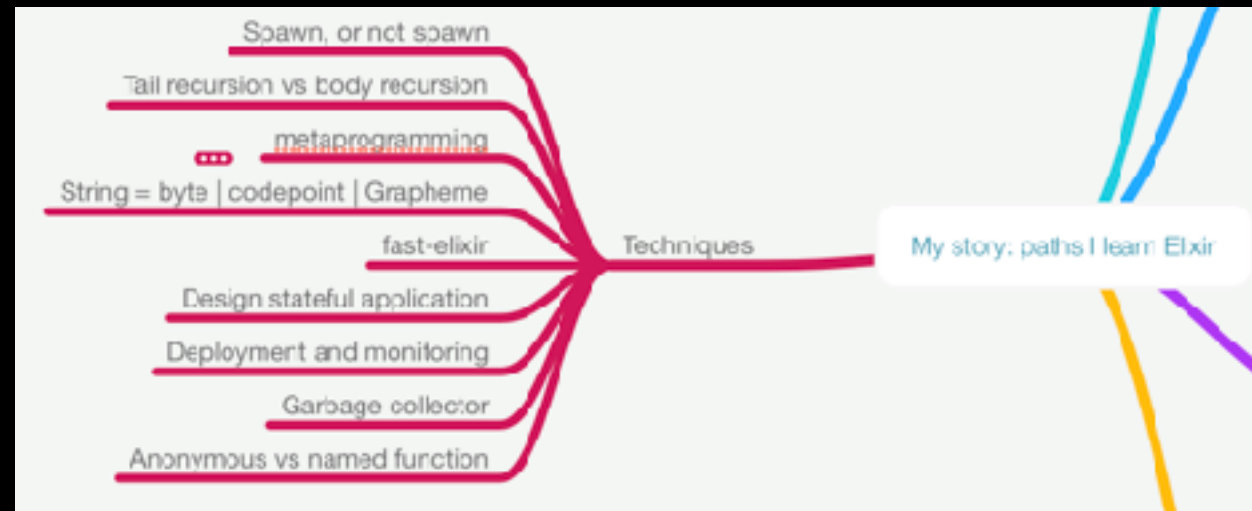 Spawn, or not spawn
Tail recursion vs body recursion
metaprogramming
String = byte | codepoint | Grapheme
fast-elixir
Techniques
My story: paths I learn Elixir
Design stateful application
Deployment and monitoring
Garbage collector
Anonymous vs named function